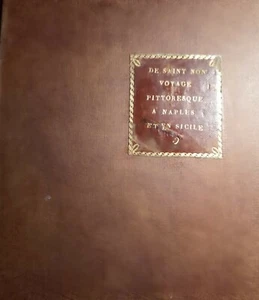 DE SAINT NON
VOYAGE
PITTORESQUE
A NAPLES
ET EN SICILE